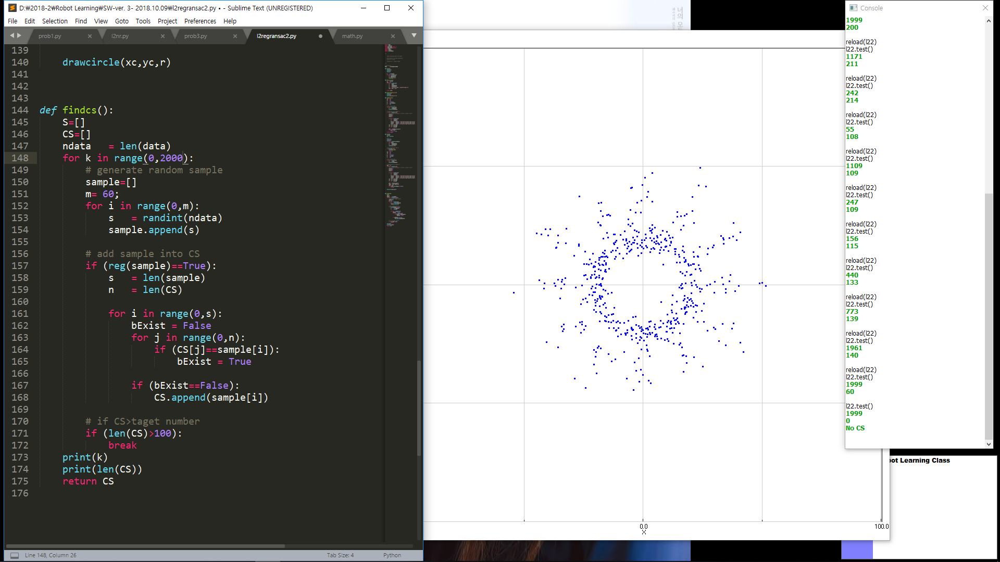 D:₩2018-2₩Robot Learning₩SW-ver. 3- 2018.10.09₩l2regransac2.py • - Sublime Text (UNREGISTERED)
File Edit Selection Find View Goto Tools Project Preferences Help
prob1.py l2nr.py prob3.py l2regransac2.py math.py
139
140 drawcircle(xc,yc,r)
141
142
143
144 def findcs():
145 S=[]
146 CS=[]
147 ndata = len(data)
148 for k in range(0,2000):
149 # generate random sample
150 sample=[]
151 m= 60;
152 for i in range(0,m):
153 s = randint(ndata)
154 sample.append(s)
155
156 # add sample into CS
157 if (reg(sample)==True):
158 s = len(sample)
159 n = len(CS)
160
161 for i in range(0,s):
162 bExist = False
163 for j in range(0,n):
164 if (CS[j]==sample[i]):
165 bExist = True
166
167 if (bExist==False):
168 CS.append(sample[i])
169
170 # if CS>taget number
171 if (len(CS)>100):
172 break
173 print(k)
174 print(len(CS))
175 return CS
176
Line 148, Column 26 Tab Size: 4 Python
0.0
100.0
X
Console
1999
200
reload(l22)
l22.test()
1171
211
reload(l22)
l22.test()
242
214
reload(l22)
l22.test()
55
108
reload(l22)
l22.test()
1109
109
reload(l22)
l22.test()
247
109
reload(l22)
l22.test()
156
115
reload(l22)
l22.test()
440
133
reload(l22)
l22.test()
773
139
reload(l22)
l22.test()
1961
140
reload(l22)
l22.test()
1999
60
l22.test()
1999
0
No CS
Learning Class